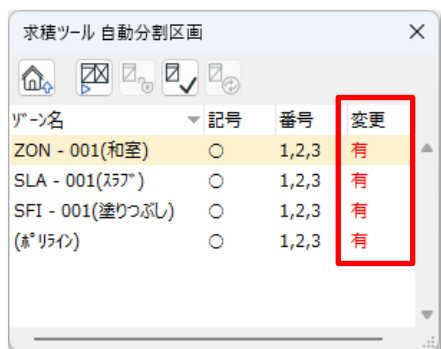 求積ツール 自動分割区画
ｿﾞｰﾝ名 記号 番号 変更
ZON - 001(和室) ○ 1,2,3 有
SLA - 001(ｽﾗﾌﾞ) ○ 1,2,3 有
SFI - 001(塗りつぶし) ○ 1,2,3 有
(ﾎﾟﾘﾗｲﾝ) ○ 1,2,3 有